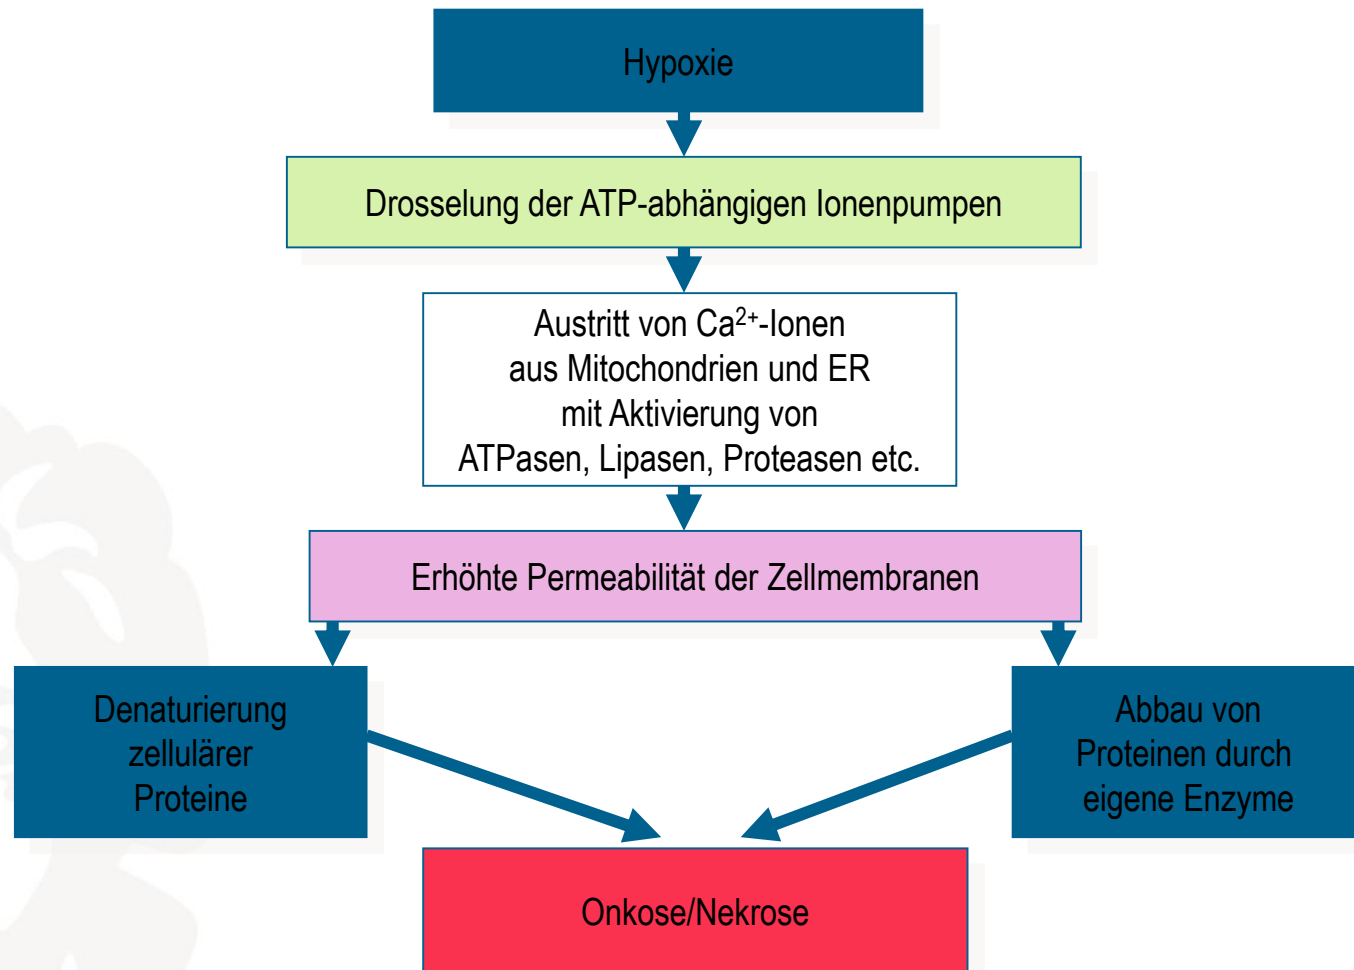 Hypoxie
Drosselung der ATP-abhängigen Ionenpumpen
Austritt von Ca²⁺-Ionen
aus Mitochondrien und ER
mit Aktivierung von
ATPasen, Lipasen, Proteasen etc.
Erhöhte Permeabilität der Zellmembranen
Denaturierung
zellulärer
Proteine
Abbau von
Proteinen durch
eigene Enzyme
Onkose/Nekrose